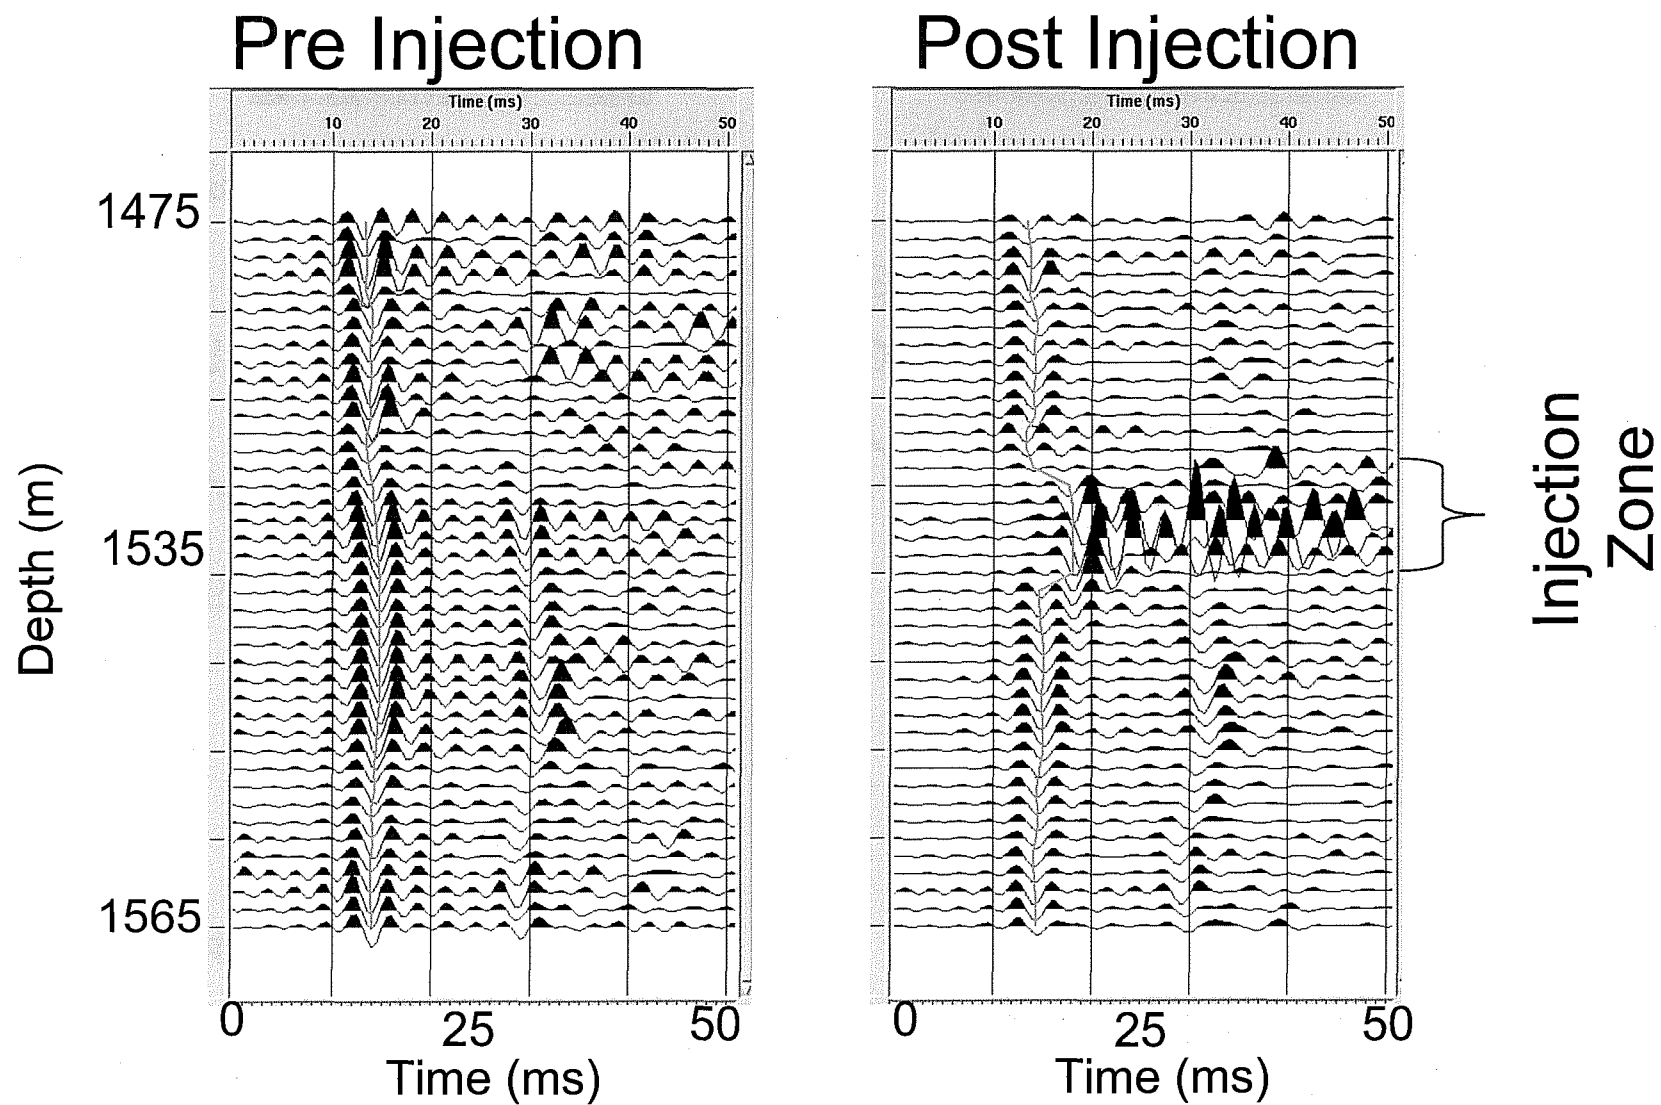 Pre Injection
Post Injection
Time (ms)
10 20 30 40 50
Time (ms)
10 20 30 40 50
1475
1535
1565
Depth (m)
Injection
Zone
0 25 50
Time (ms)
0 25 50
Time (ms)